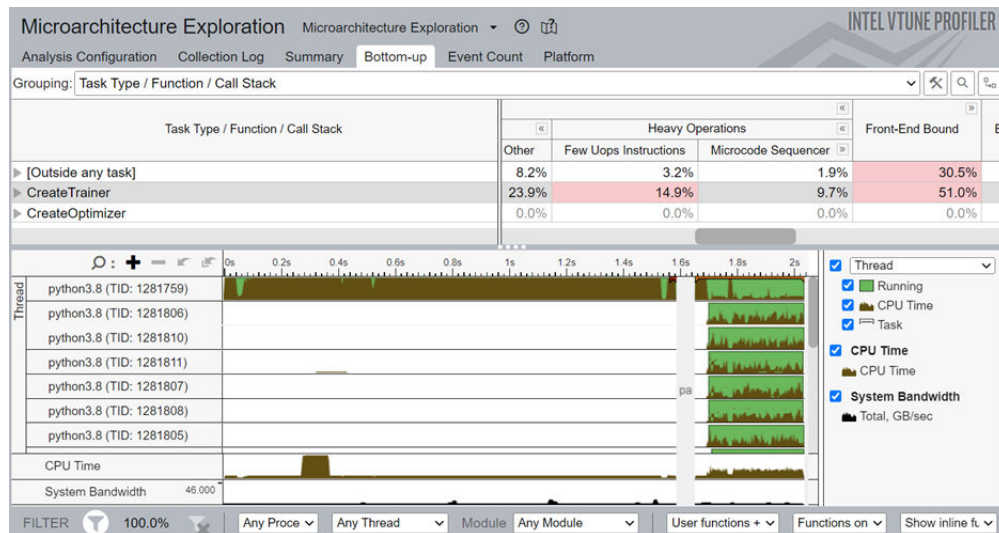 Microarchitecture Exploration Microarchitecture Exploration INTEL VTUNE PROFILER
Analysis Configuration Collection Log Summary Bottom-up Event Count Platform
Grouping: Task Type / Function / Call Stack
Task Type / Function / Call Stack Heavy Operations Front-End Bound
Other Few Uops Instructions Microcode Sequencer
[Outside any task] 8.2% 3.2% 1.9% 30.5%
CreateTrainer 23.9% 14.9% 9.7% 51.0%
CreateOptimizer 0.0% 0.0% 0.0% 0.0%
0s 0.2s 0.4s 0.6s 0.8s 1s 1.2s 1.4s 1.6s 1.8s 2s
Thread
python3.8 (TID: 1281759)
python3.8 (TID: 1281806)
python3.8 (TID: 1281810)
python3.8 (TID: 1281811)
python3.8 (TID: 1281807)
python3.8 (TID: 1281808)
python3.8 (TID: 1281805)
pa
CPU Time
System Bandwidth 46.000
Thread
Running
CPU Time
Task
CPU Time
CPU Time
System Bandwidth
Total, GB/sec
FILTER 100.0% Any Proce Any Thread Module Any Module User functions + Functions on Show inline fu